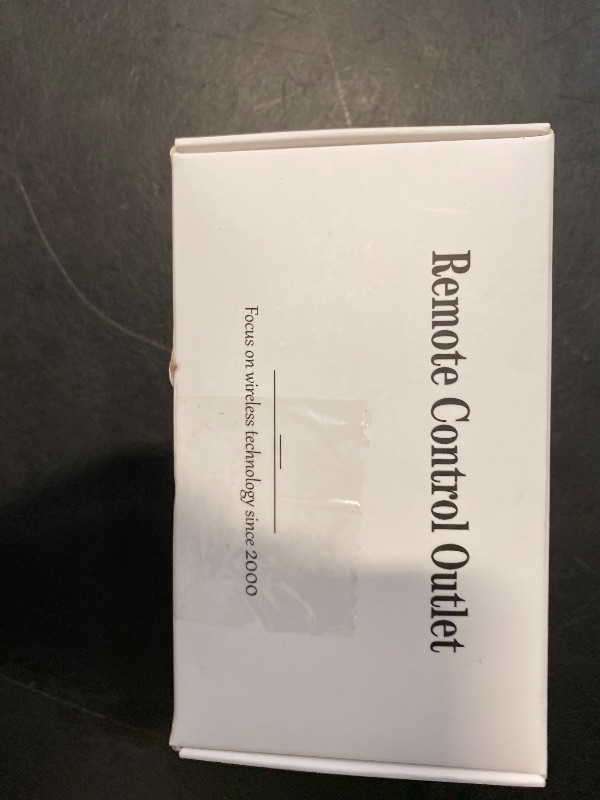 Remote Control Outlet
Focus on wireless technology since 2000